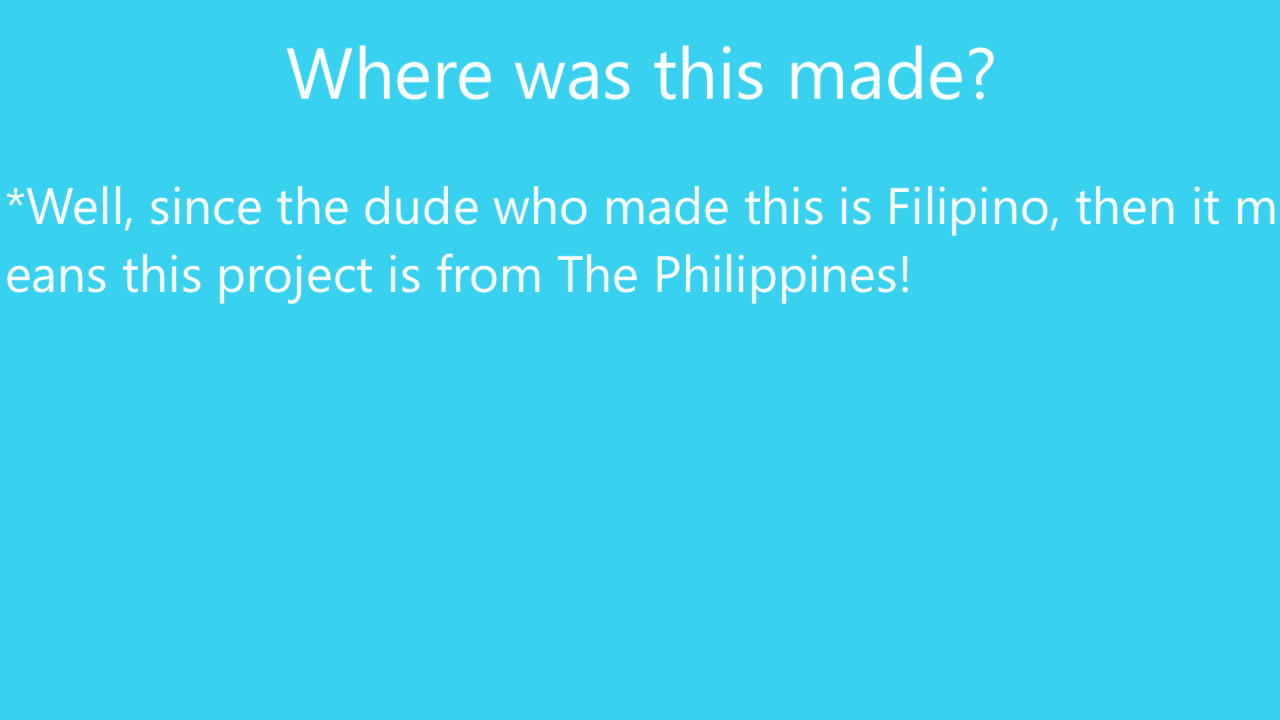 Where was this made?
*Well, since the dude who made this is Filipino, then it m
eans this project is from The Philippines!